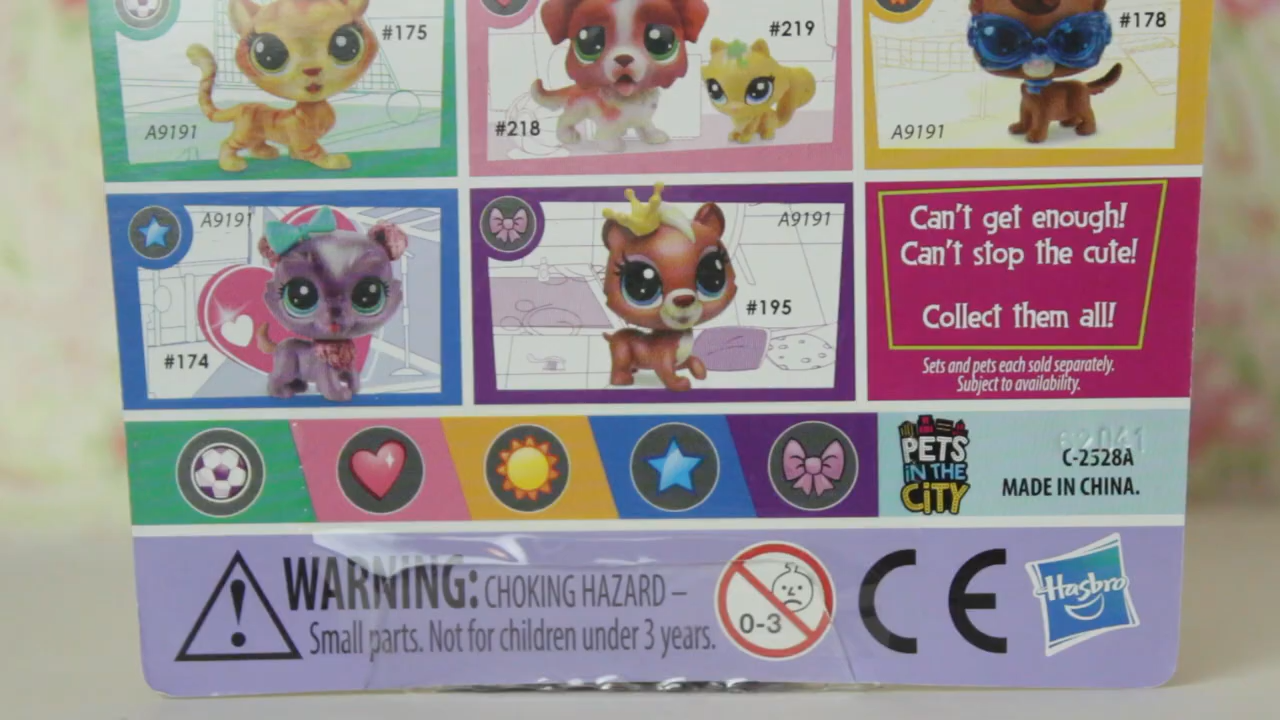 #175
A9191
#218
#219
A9191
#178
A9191
#174
A9191
#195
Can't get enough!
Can't stop the cute!
Collect them all!
Sets and pets each sold separately.
Subject to availability.
PETS
IN THE
CITY
62041
C-2528A
MADE IN CHINA.
WARNING: CHOKING HAZARD –
Small parts. Not for children under 3 years.
0-3
CE
Hasbro